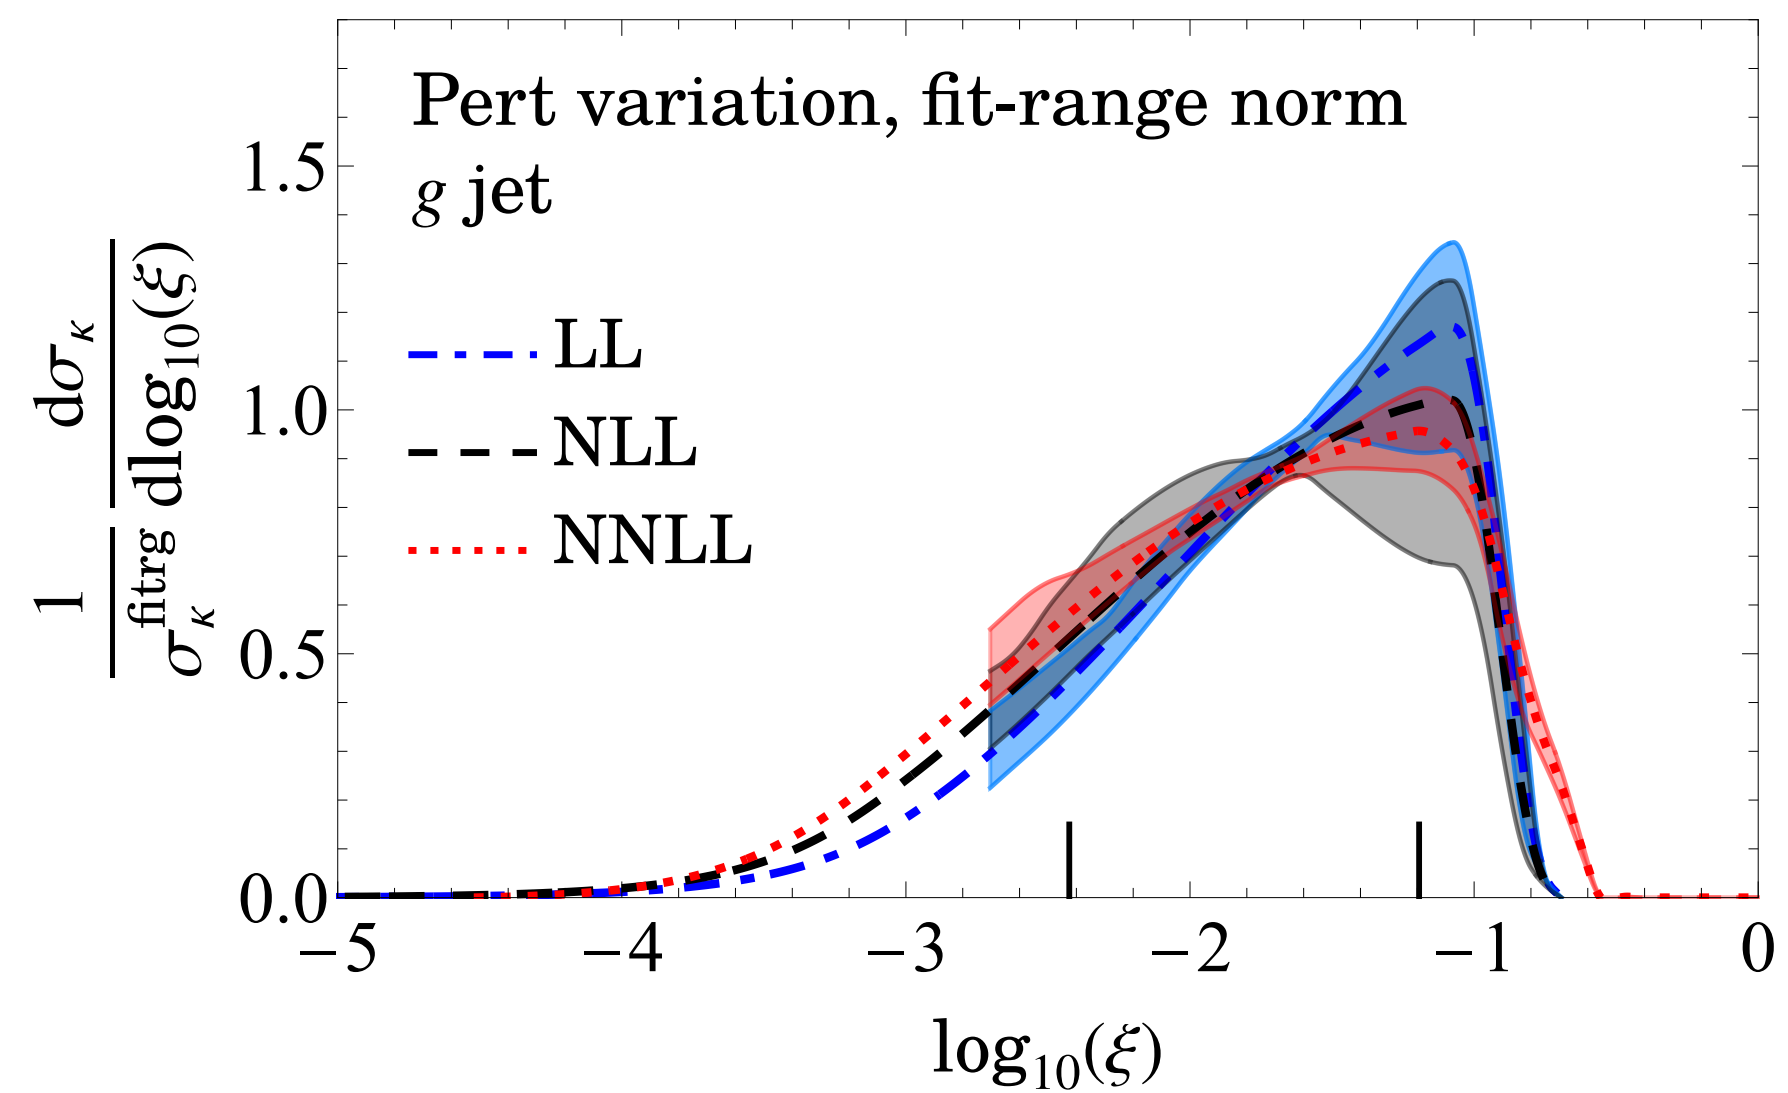 Pert variation, fit-range norm
g jet
LL
NLL
NNLL
1 dσκ
σκ^fitrg dlog10(ξ)
1.5
1.0
0.5
0.0
−5 −4 −3 −2 −1 0
log10(ξ)